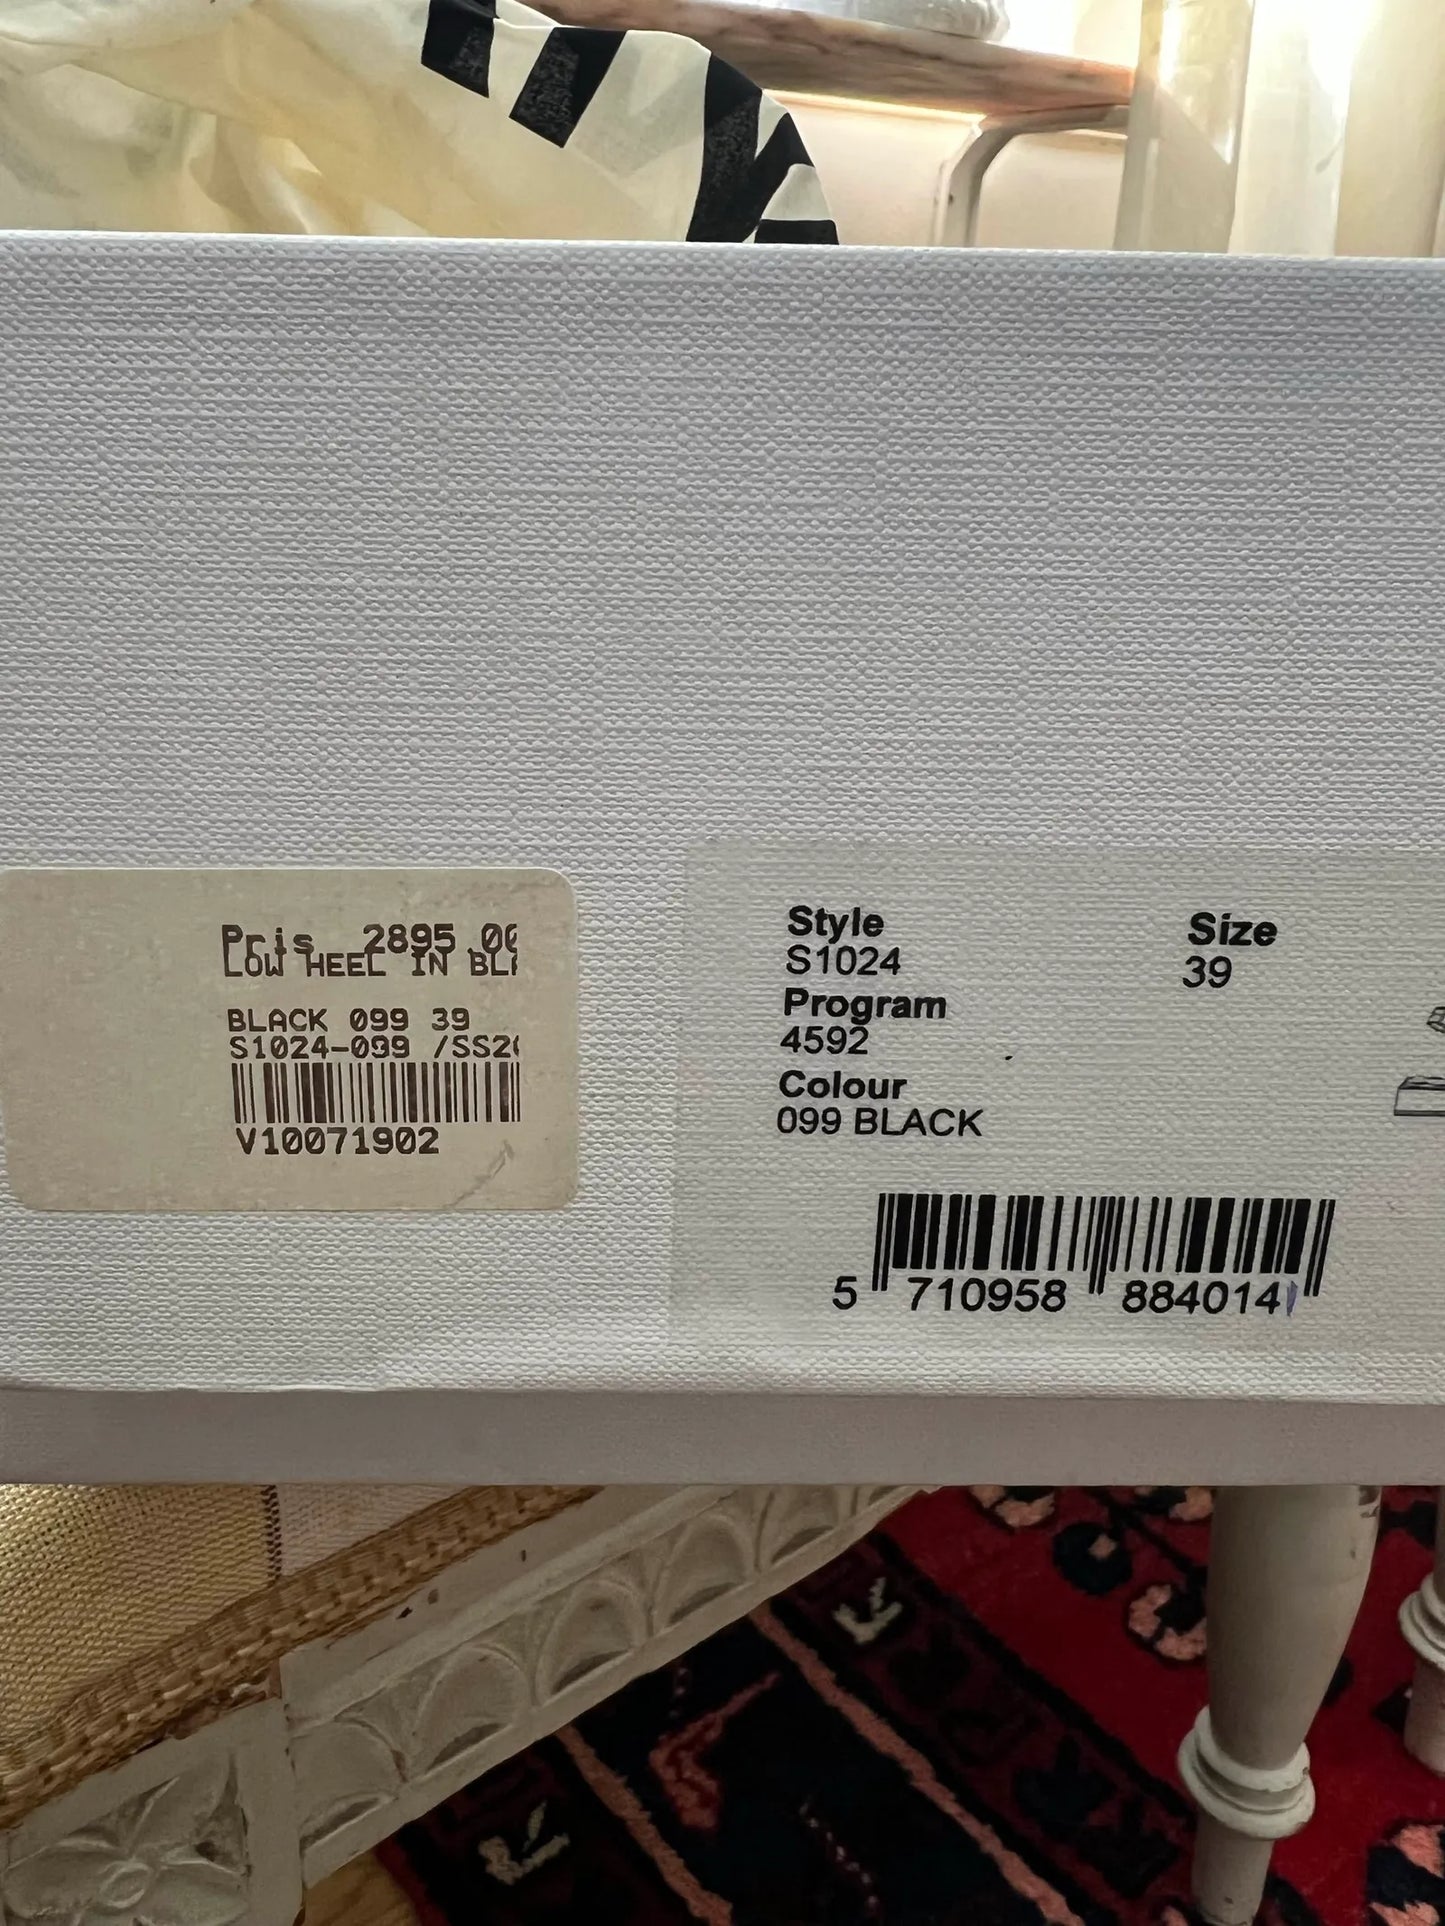 Pris 2895.00
LOW HEEL IN
BLACK 099 39
S1024-099 /SS2
V10071902
Style
S1024
Size
39
Program
4592
Colour
099 BLACK
5 710958 884014